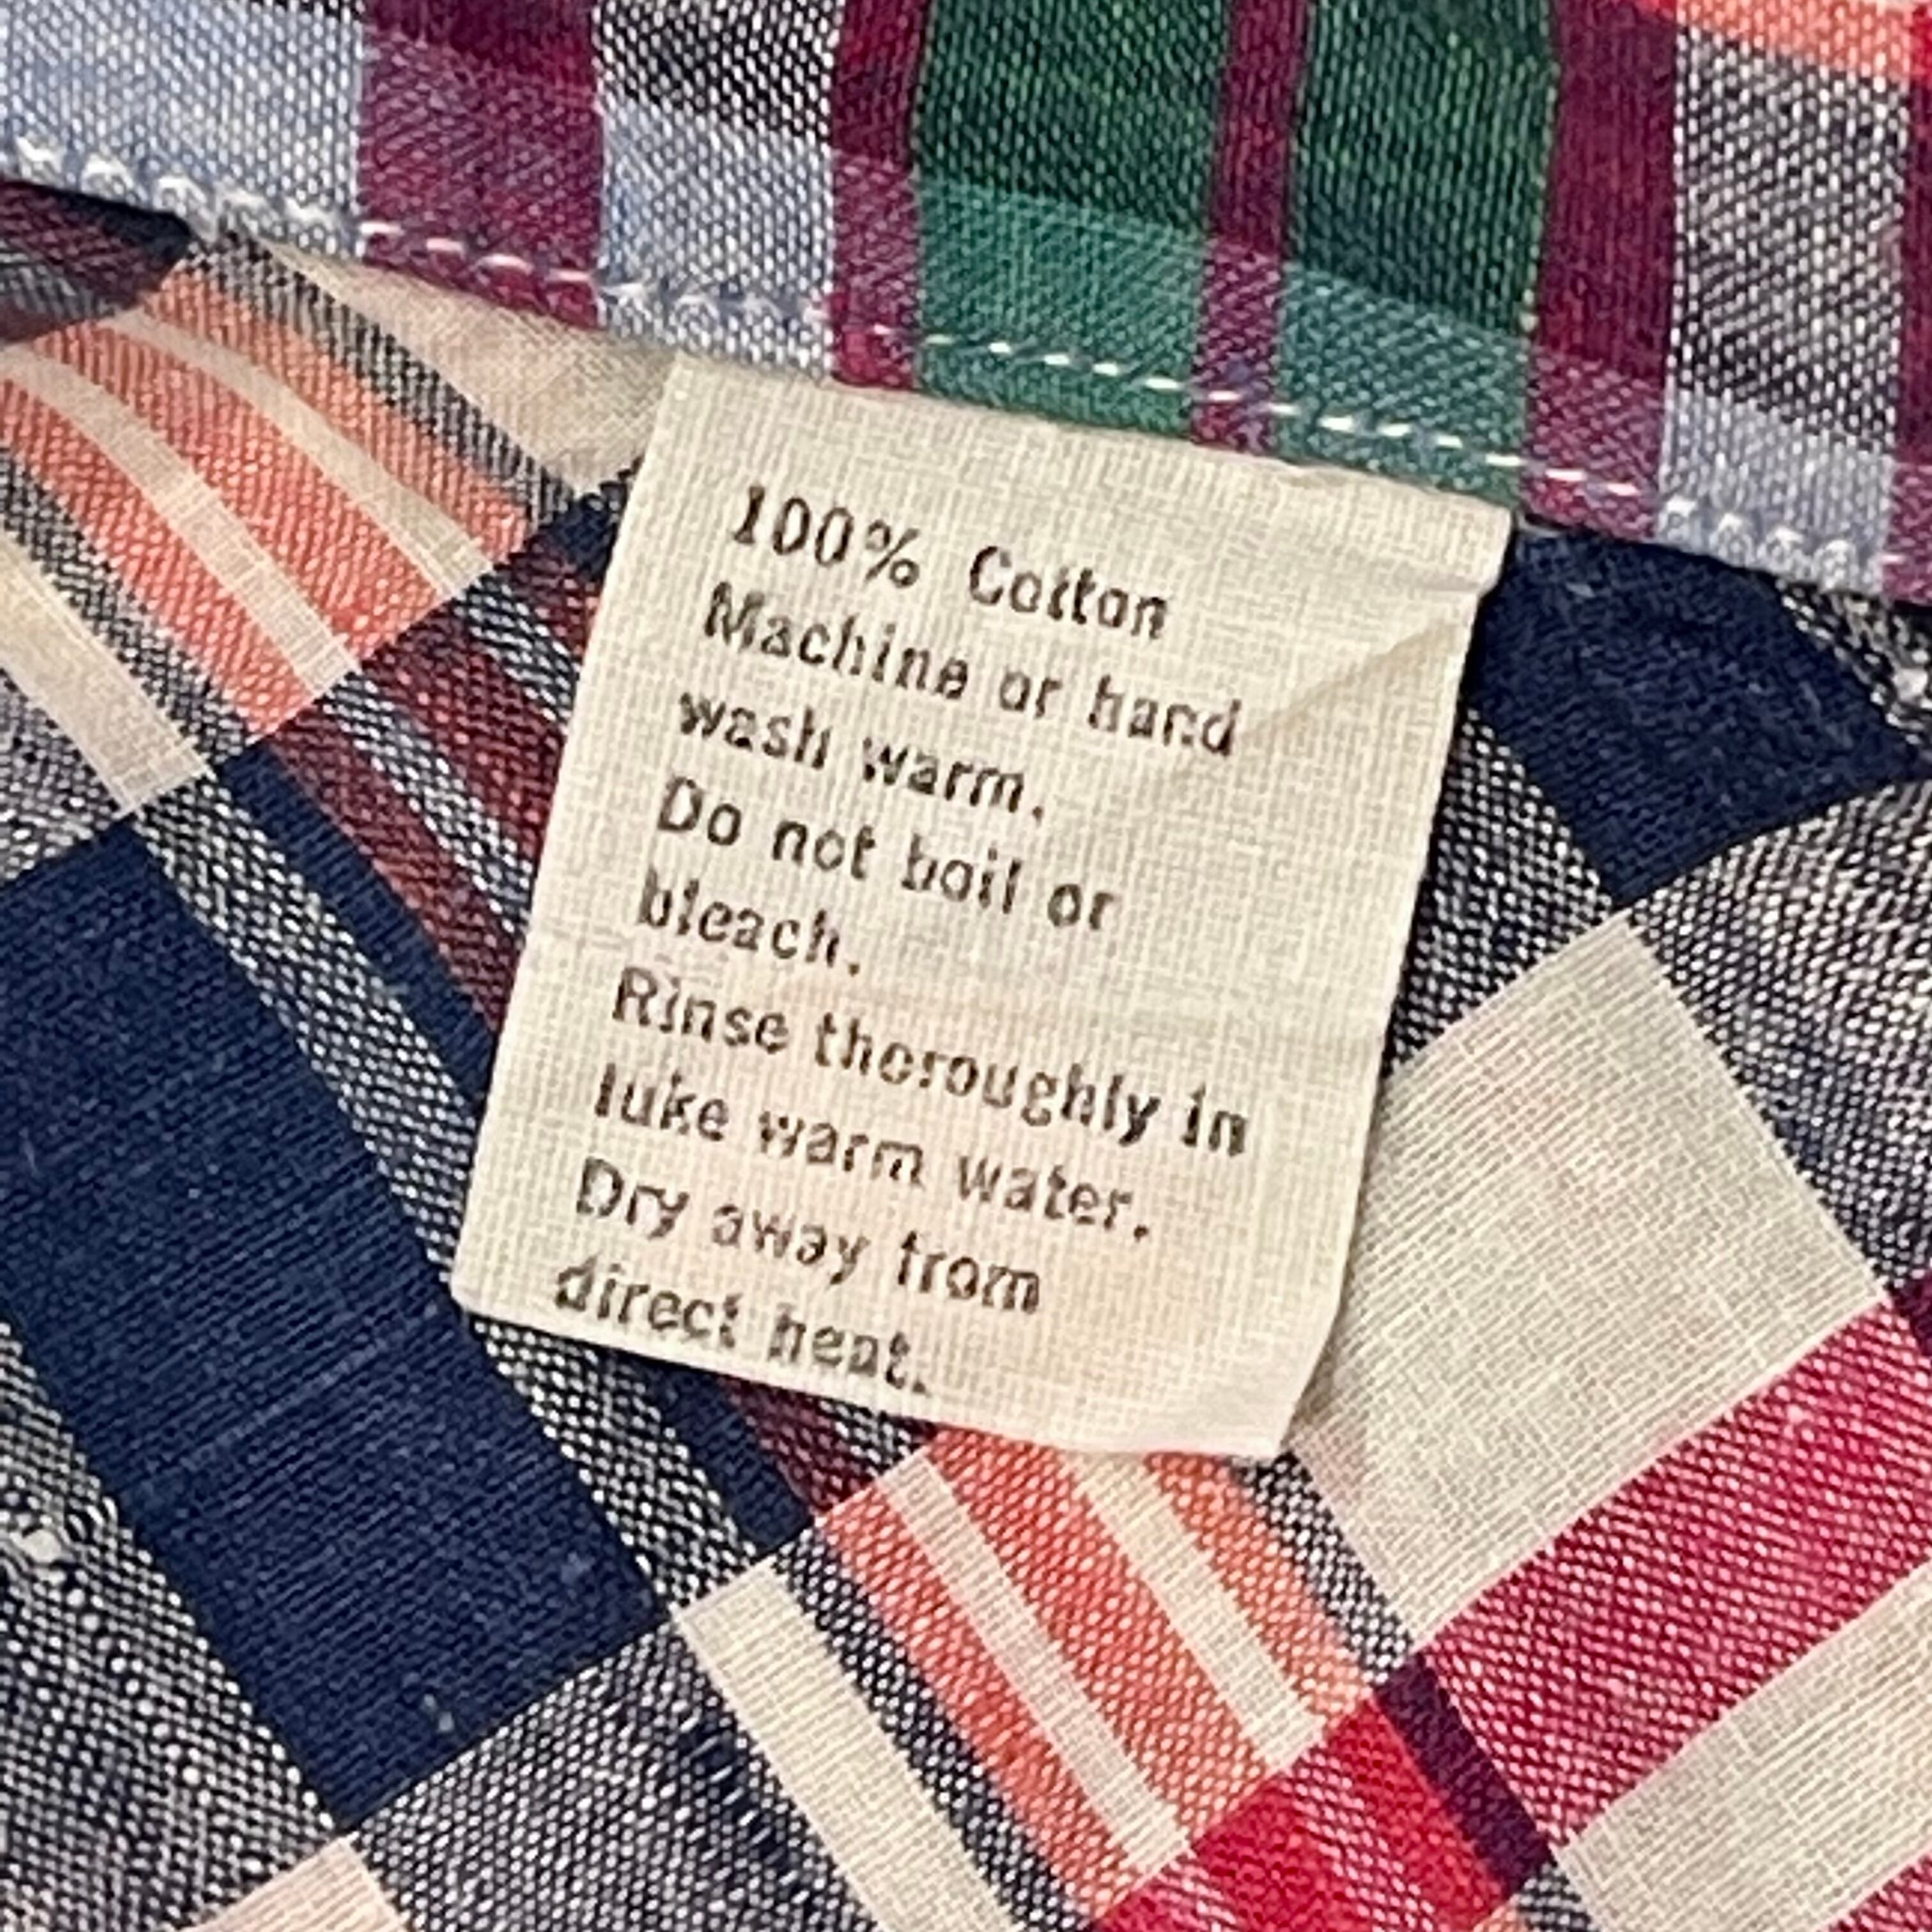 100% Cotton
Machine or hand
wash warm.
Do not boil or
bleach.
Rinse thoroughly in
luke warm water.
Dry away from
direct heat.